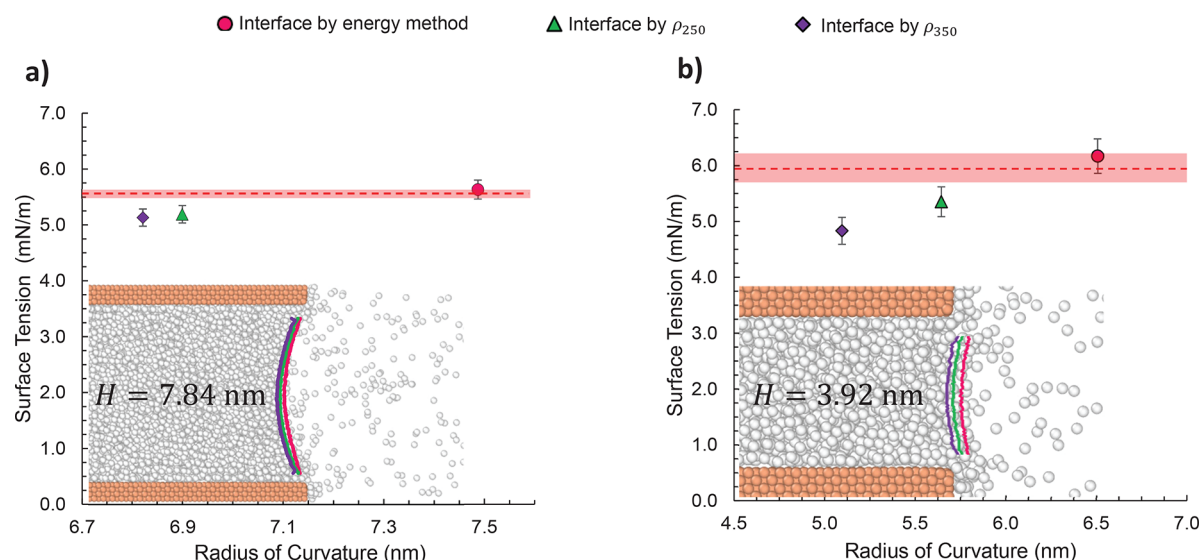 Interface by energy method Interface by ρ₂₅₀ Interface by ρ₃₅₀
a)
7.0
6.0
5.0
4.0
3.0
2.0
1.0
0.0
Surface Tension (mN/m)
H = 7.84 nm
6.7 6.9 7.1 7.3 7.5
Radius of Curvature (nm)
b)
7.0
6.0
5.0
4.0
3.0
2.0
1.0
0.0
Surface Tension (mN/m)
H = 3.92 nm
4.5 5.0 5.5 6.0 6.5 7.0
Radius of Curvature (nm)